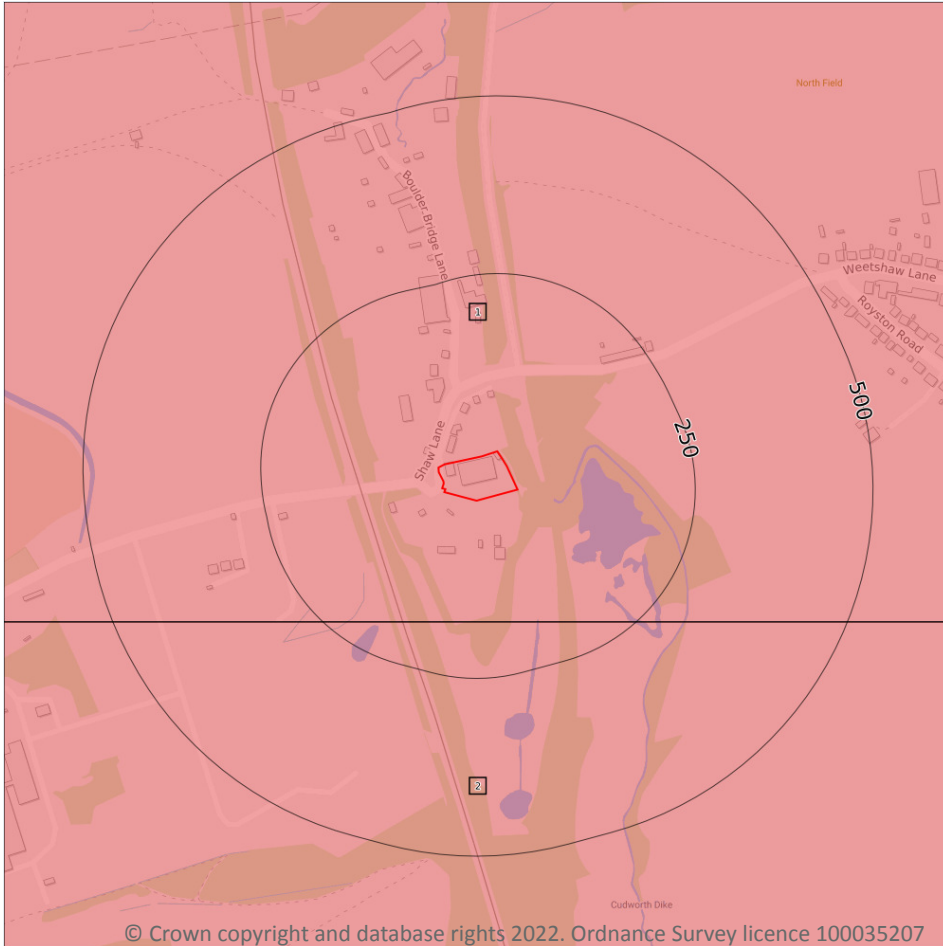 North Field
Boulder Bridge Lane
Weetshaw Lane
Royston Road
1
500
250
Shaw Lane
2
Cudworth Dike
© Crown copyright and database rights 2022. Ordnance Survey licence 100035207